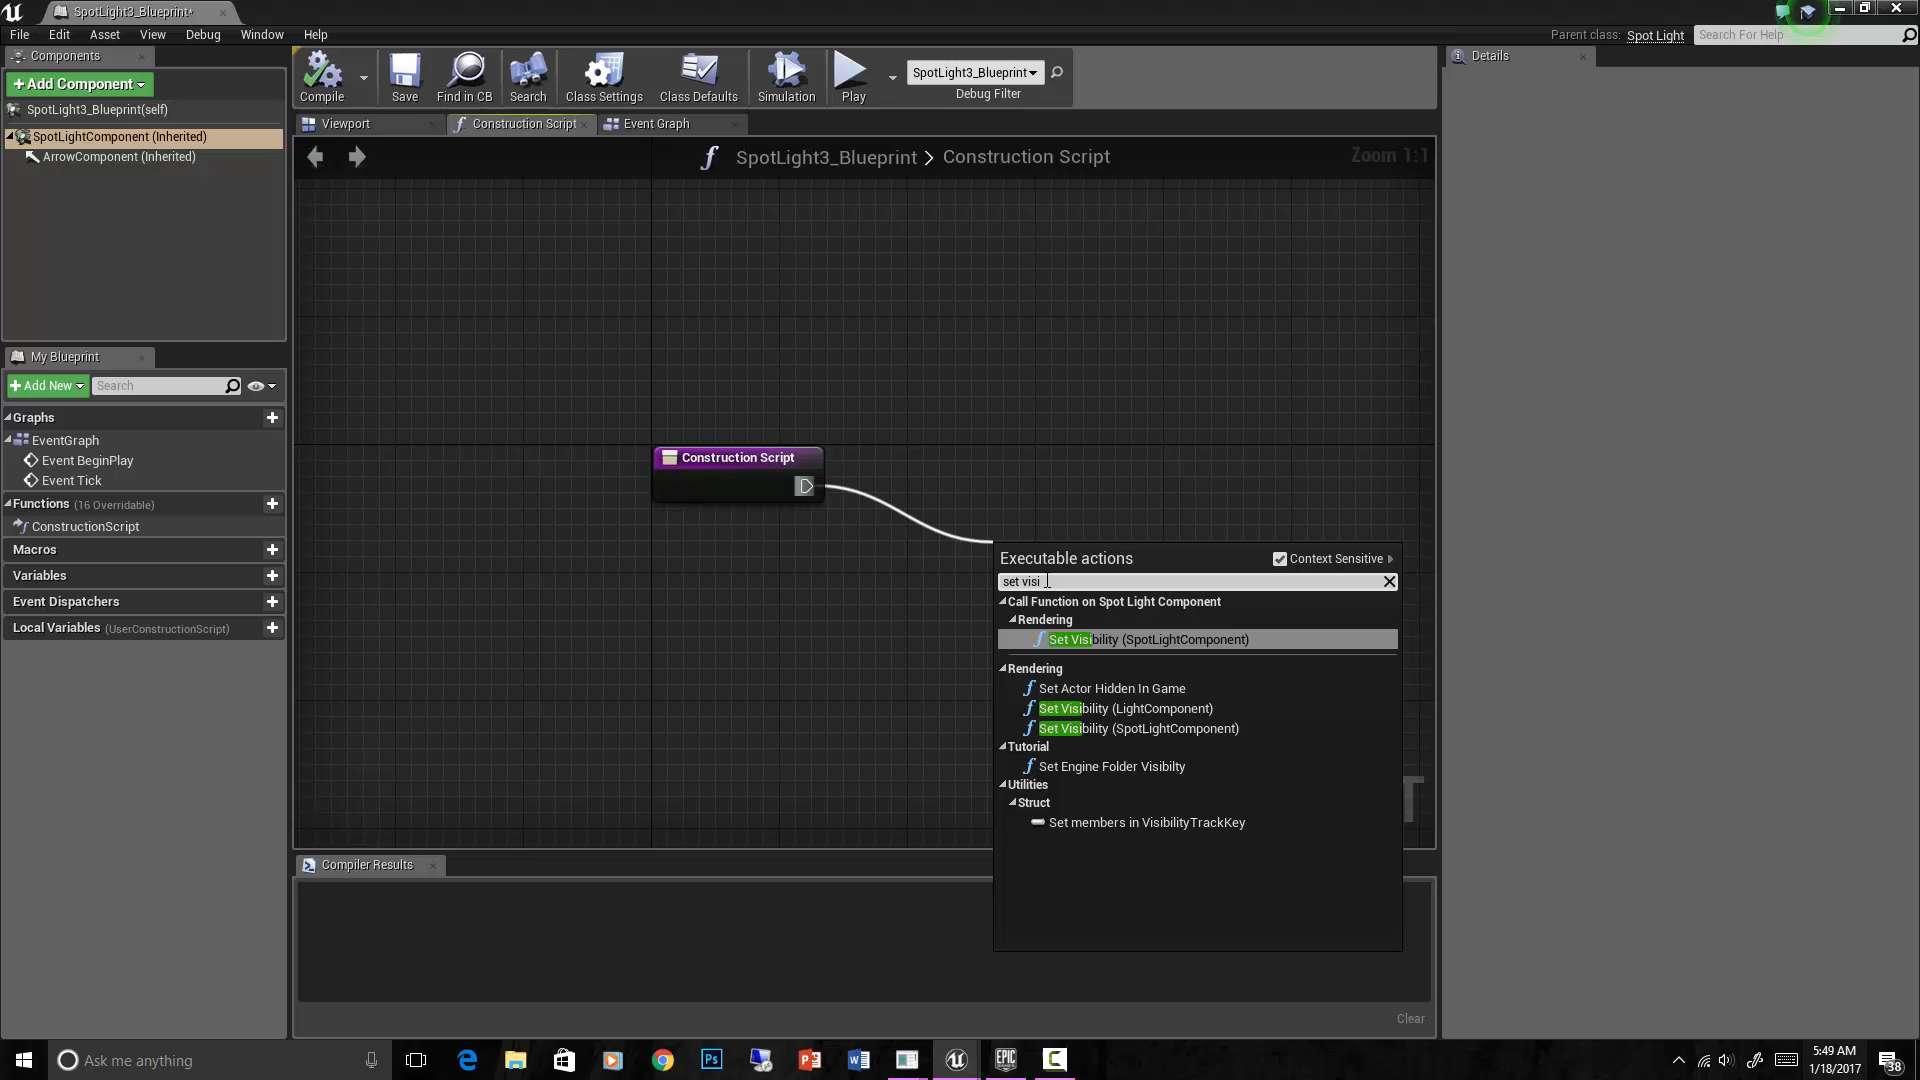 SpotLight3_Blueprint*
File Edit Asset View Debug Window Help
Parent class: Spot Light Search For Help
Components
+Add Component
SpotLight3_Blueprint(self)
SpotLightComponent (Inherited)
ArrowComponent (Inherited)
Compile Save Find in CB Search Class Settings Class Defaults Simulation Play
SpotLight3_Blueprint
Debug Filter
Details
Viewport Construction Script Event Graph
SpotLight3_Blueprint > Construction Script
Zoom 1:1
My Blueprint
+Add New Search
Graphs
EventGraph
Event BeginPlay
Event Tick
Functions (16 Overridable)
ConstructionScript
Macros
Variables
Event Dispatchers
Local Variables (UserConstructionScript)
Construction Script
Executable actions Context Sensitive
set visi
Call Function on Spot Light Component
Rendering
Set Visibility (SpotLightComponent)
Rendering
Set Actor Hidden In Game
Set Visibility (LightComponent)
Set Visibility (SpotLightComponent)
Tutorial
Set Engine Folder Visibilty
Utilities
Struct
Set members in VisibilityTrackKey
Compiler Results
Clear
Ask me anything
5:49 AM
1/18/2017
38